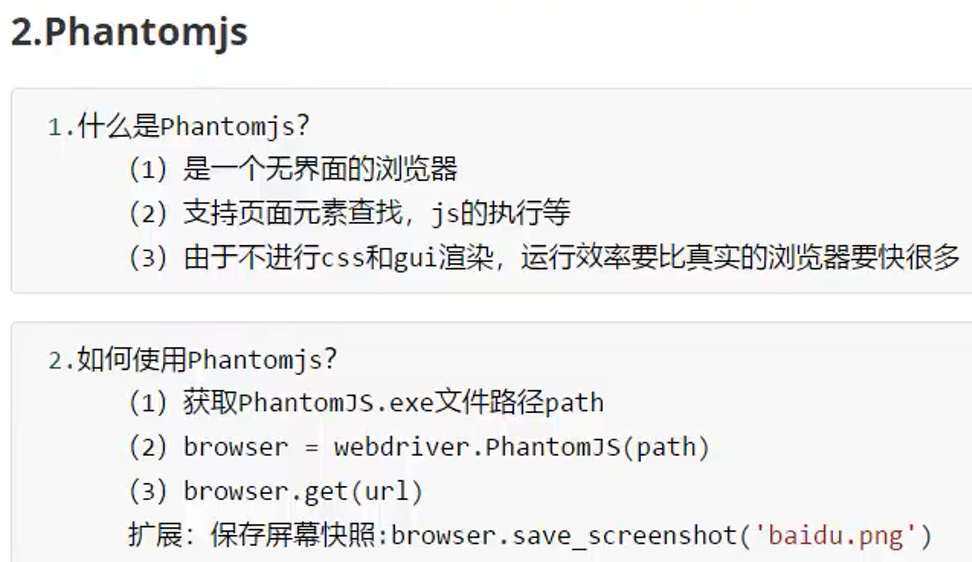 2.Phantomjs
1.什么是Phantomjs?
（1）是一个无界面的浏览器
（2）支持页面元素查找，js的执行等
（3）由于不进行css和gui渲染，运行效率要比真实的浏览器要快很多
2.如何使用Phantomjs?
（1）获取PhantomJS.exe文件路径path
（2）browser = webdriver.PhantomJS(path)
（3）browser.get(url)
扩展：保存屏幕快照:browser.save_screenshot('baidu.png')